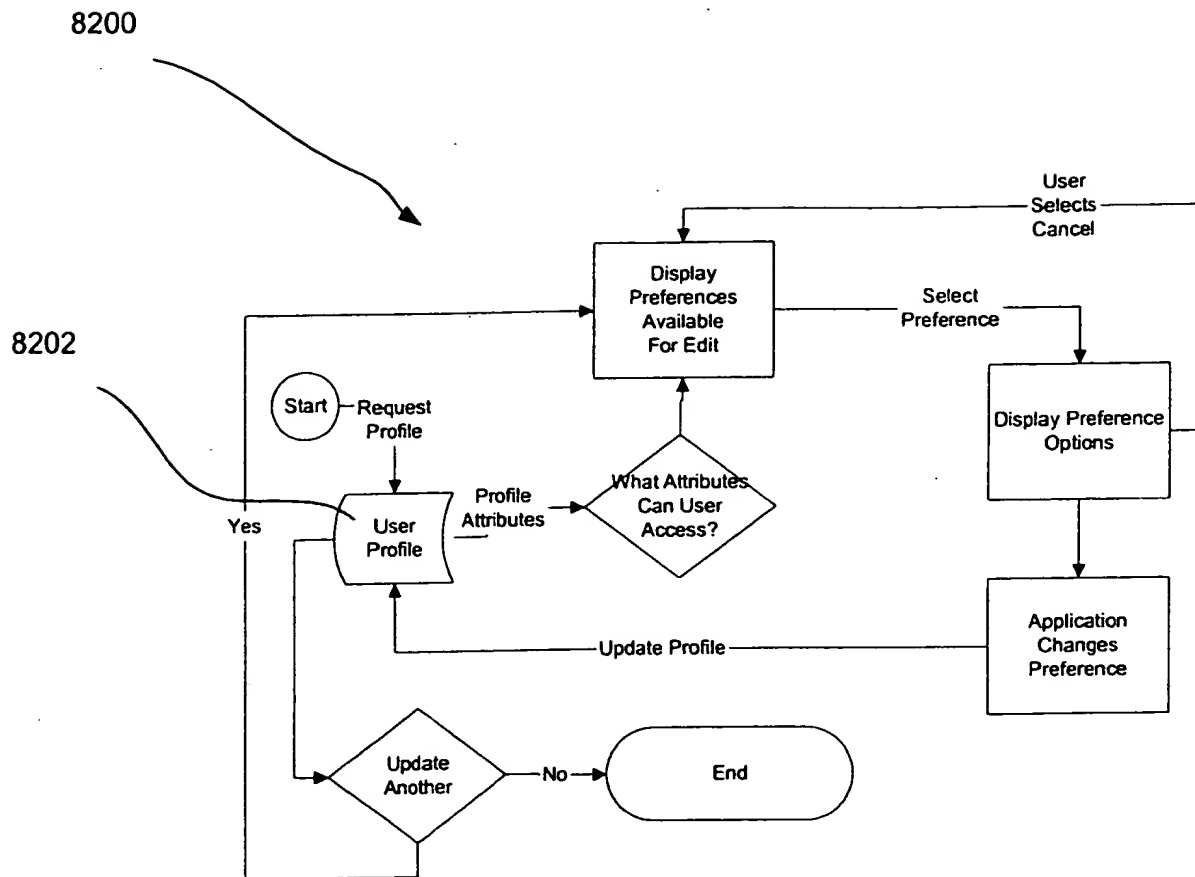 8200
User
Selects
Cancel
Display
Preferences
Available
For Edit
Select
Preference
8202
Start
Request
Profile
Display Preference
Options
What Attributes
Can User
Access?
Profile
Attributes
User
Profile
Yes
Application
Changes
Preference
Update Profile
Update
Another
No
End